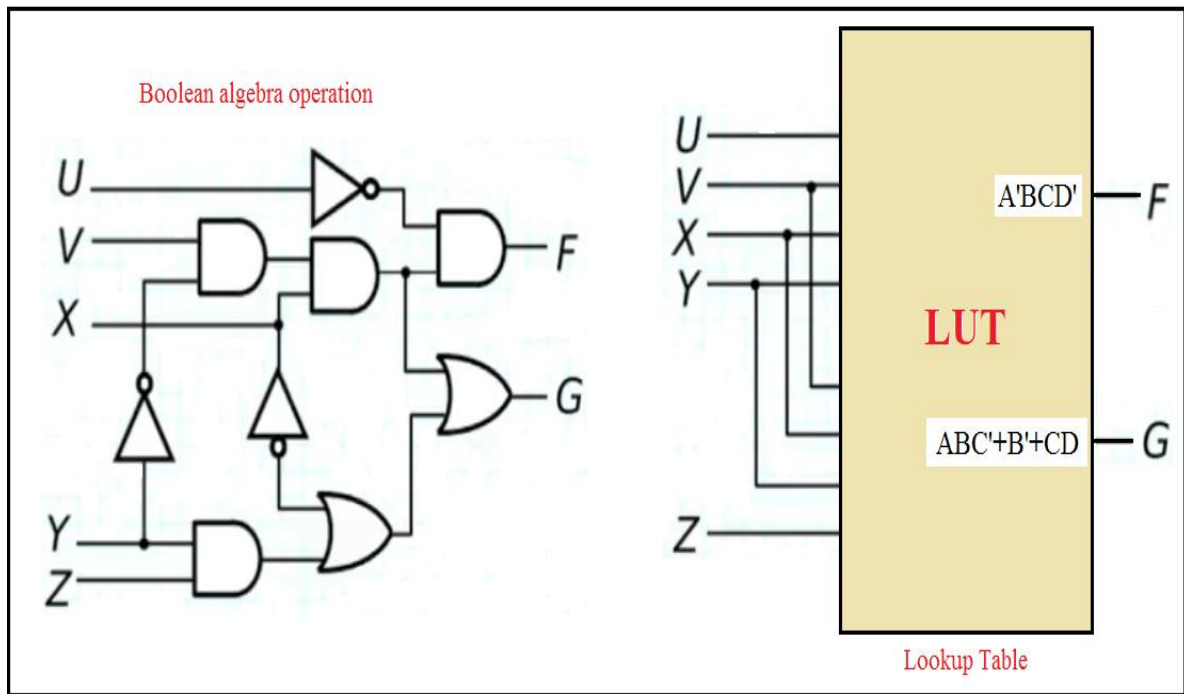 Boolean algebra operation
U
V
X
Y
Z
F
G
U
V
X
Y
Z
A'BCD'
LUT
ABC'+B'+CD
F
G
Lookup Table